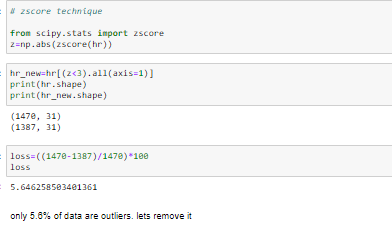 # zscore technique
from scipy.stats import zscore
z=np.abs(zscore(hr))
hr_new=hr[(z<3).all(axis=1)]
print(hr.shape)
print(hr_new.shape)
(1470, 31)
(1387, 31)
loss=((1470-1387)/1470)*100
loss
5.646258503401361
only 5.6% of data are outliers. lets remove it